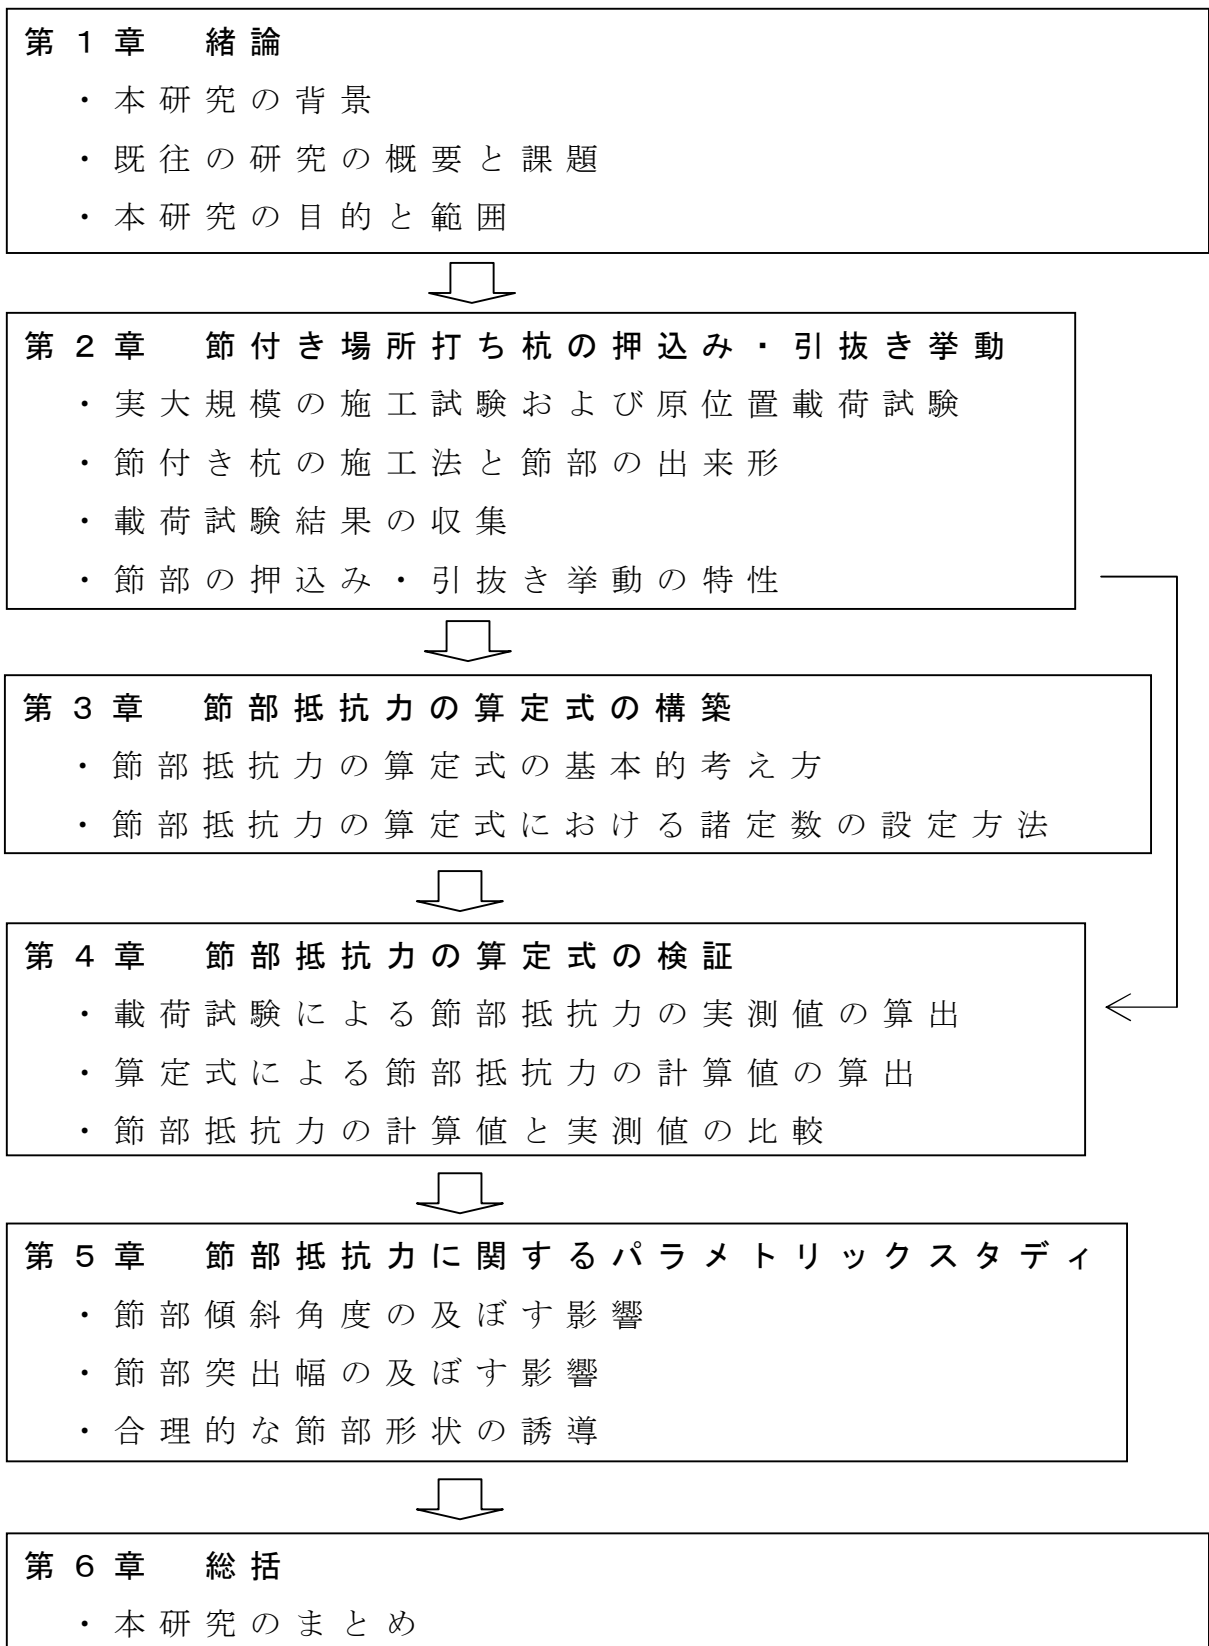 第１章　緒論
・本研究の背景
・既往の研究の概要と課題
・本研究の目的と範囲
第２章　節付き場所打ち杭の押込み・引抜き挙動
・実大規模の施工試験および原位置載荷試験
・節付き杭の施工法と節部の出来形
・載荷試験結果の収集
・節部の押込み・引抜き挙動の特性
第３章　節部抵抗力の算定式の構築
・節部抵抗力の算定式の基本的考え方
・節部抵抗力の算定式における諸定数の設定方法
第４章　節部抵抗力の算定式の検証
・載荷試験による節部抵抗力の実測値の算出
・算定式による節部抵抗力の計算値の算出
・節部抵抗力の計算値と実測値の比較
第５章　節部抵抗力に関するパラメトリックスタディ
・節部傾斜角度の及ぼす影響
・節部突出幅の及ぼす影響
・合理的な節部形状の誘導
第６章　総括
・本研究のまとめ